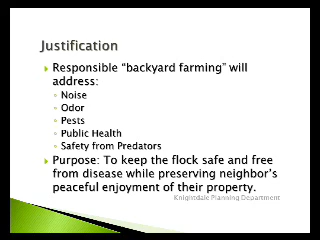 Justification
Responsible “backyard farming” will
address:
Noise
Odor
Pests
Public Health
Safety from Predators
Purpose: To keep the flock safe and free
from disease while preserving neighbor’s
peaceful enjoyment of their property.
Knightdale Planning Department